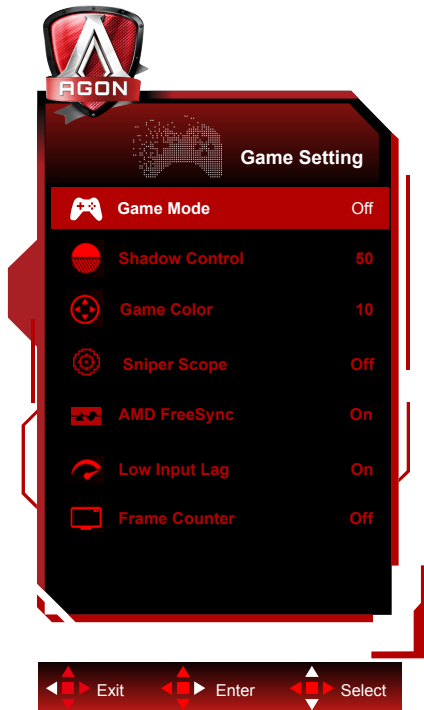 AGON
Game Setting
Game Mode Off
Shadow Control 50
Game Color 10
Sniper Scope Off
AMD FreeSync On
Low Input Lag On
Frame Counter Off
Exit Enter Select